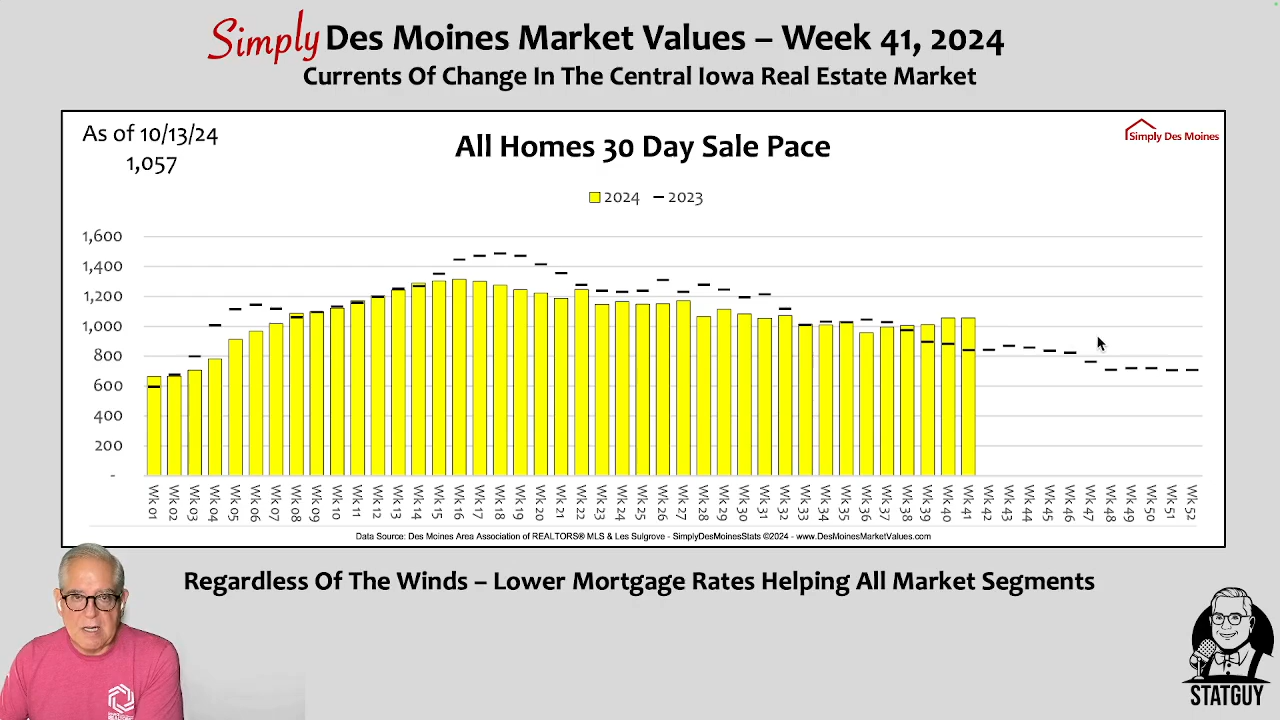 Simply Des Moines Market Values – Week 41, 2024
Currents Of Change In The Central Iowa Real Estate Market
As of 10/13/24
1,057
All Homes 30 Day Sale Pace
Simply Des Moines
2024 2023
1,600
1,400
1,200
1,000
800
600
400
200
-
Wk 01 Wk 02 Wk 03 Wk 04 Wk 05 Wk 06 Wk 07 Wk 08 Wk 09 Wk 10 Wk 11 Wk 12 Wk 13 Wk 14 Wk 15 Wk 16 Wk 17 Wk 18 Wk 19 Wk 20 Wk 21 Wk 22 Wk 23 Wk 24 Wk 25 Wk 26 Wk 27 Wk 28 Wk 29 Wk 30 Wk 31 Wk 32 Wk 33 Wk 34 Wk 35 Wk 36 Wk 37 Wk 38 Wk 39 Wk 40 Wk 41 Wk 42 Wk 43 Wk 44 Wk 45 Wk 46 Wk 47 Wk 48 Wk 49 Wk 50 Wk 51 Wk 52
Data Source: Des Moines Area Association of REALTORS® MLS & Les Sulgrove - SimplyDesMoinesStats ©2024 - www.DesMoinesMarketValues.com
Regardless Of The Winds – Lower Mortgage Rates Helping All Market Segments
STATGUY